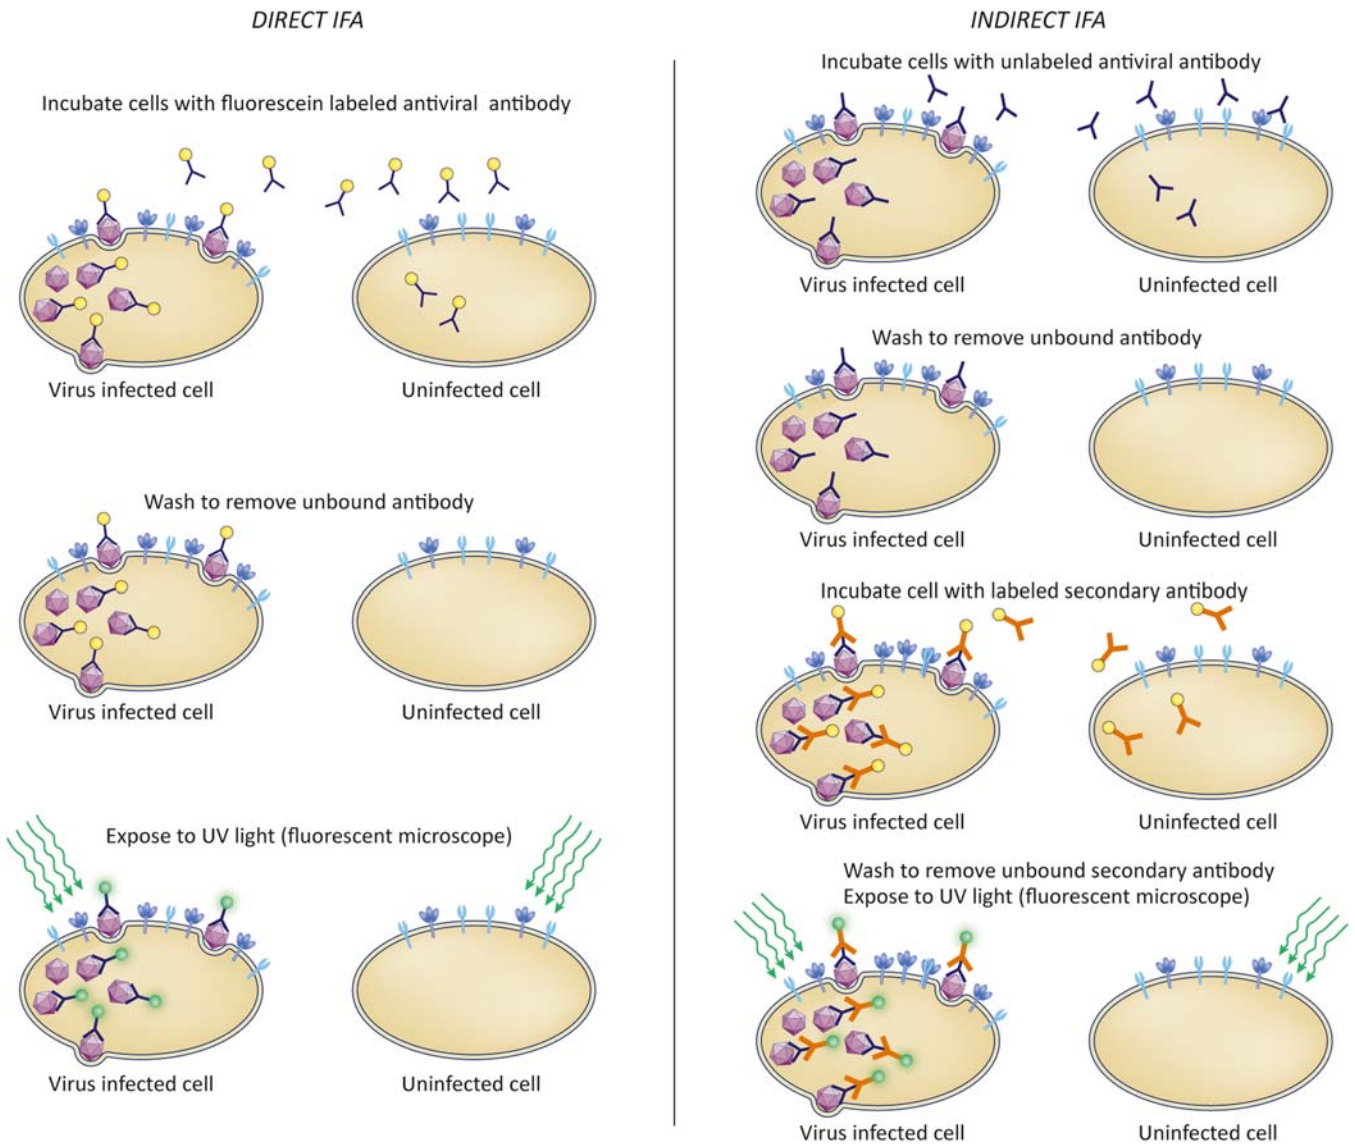 DIRECT IFA
Incubate cells with fluorescein labeled antiviral antibody
Virus infected cell
Uninfected cell
Wash to remove unbound antibody
Virus infected cell
Uninfected cell
Expose to UV light (fluorescent microscope)
Virus infected cell
Uninfected cell
INDIRECT IFA
Incubate cells with unlabeled antiviral antibody
Virus infected cell
Uninfected cell
Wash to remove unbound antibody
Virus infected cell
Uninfected cell
Incubate cell with labeled secondary antibody
Virus infected cell
Uninfected cell
Wash to remove unbound secondary antibody
Expose to UV light (fluorescent microscope)
Virus infected cell
Uninfected cell